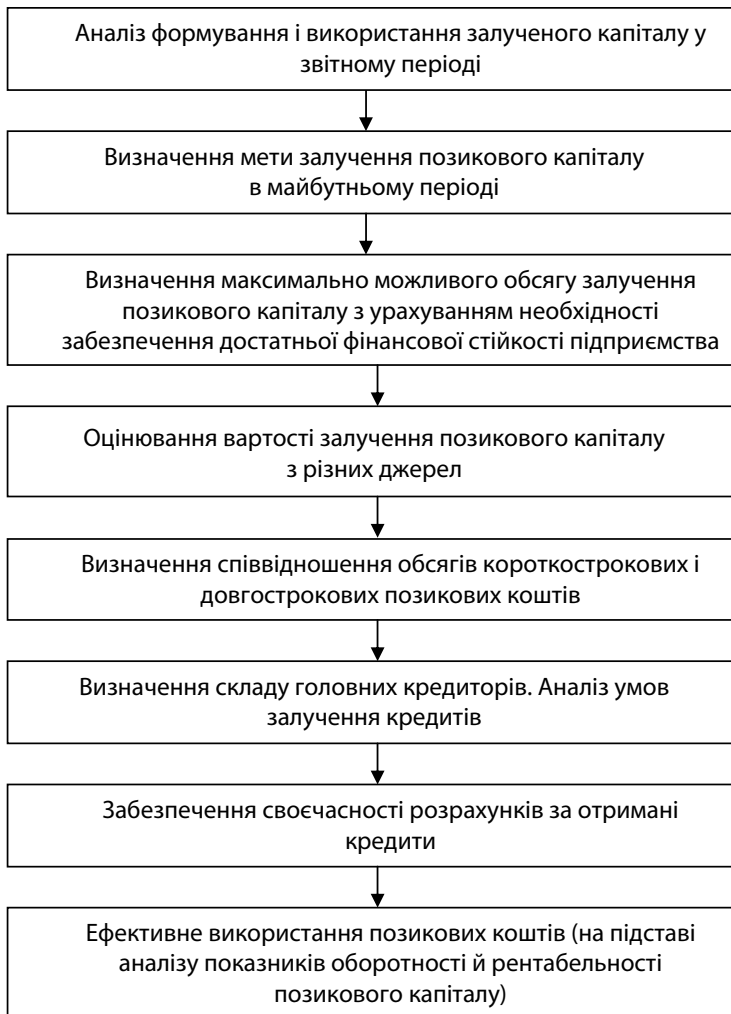 Аналіз формування і використання залученого капіталу у
звітному періоді
Визначення мети залучення позикового капіталу
в майбутньому періоді
Визначення максимально можливого обсягу залучення
позикового капіталу з урахуванням необхідності
забезпечення достатньої фінансової стійкості підприємства
Оцінювання вартості залучення позикового капіталу
з різних джерел
Визначення співвідношення обсягів короткострокових і
довгострокових позикових коштів
Визначення складу головних кредиторів. Аналіз умов
залучення кредитів
Забезпечення своєчасності розрахунків за отримані
кредити
Ефективне використання позикових коштів (на підставі
аналізу показників оборотності й рентабельності
позикового капіталу)